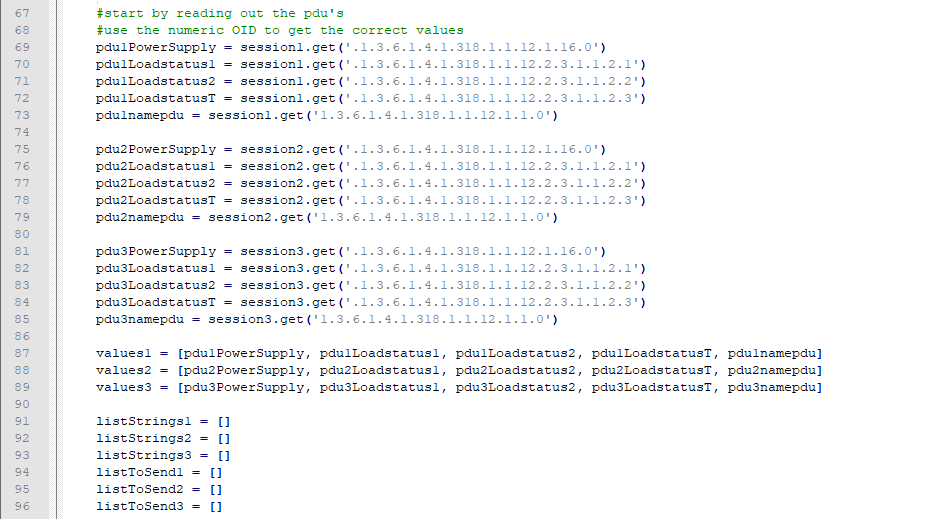 67 #start by reading out the pdu's
68 #use the numeric OID to get the correct values
69 pdu1PowerSupply = session1.get('.1.3.6.1.4.1.318.1.1.12.1.16.0')
70 pdu1Loadstatus1 = session1.get('.1.3.6.1.4.1.318.1.1.12.2.3.1.1.2.1')
71 pdu1Loadstatus2 = session1.get('.1.3.6.1.4.1.318.1.1.12.2.3.1.1.2.2')
72 pdu1LoadstatusT = session1.get('.1.3.6.1.4.1.318.1.1.12.2.3.1.1.2.3')
73 pdu1namepdu = session1.get('1.3.6.1.4.1.318.1.1.12.1.1.0')
74
75 pdu2PowerSupply = session2.get('.1.3.6.1.4.1.318.1.1.12.1.16.0')
76 pdu2Loadstatus1 = session2.get('.1.3.6.1.4.1.318.1.1.12.2.3.1.1.2.1')
77 pdu2Loadstatus2 = session2.get('.1.3.6.1.4.1.318.1.1.12.2.3.1.1.2.2')
78 pdu2LoadstatusT = session2.get('.1.3.6.1.4.1.318.1.1.12.2.3.1.1.2.3')
79 pdu2namepdu = session2.get('1.3.6.1.4.1.318.1.1.12.1.1.0')
80
81 pdu3PowerSupply = session3.get('.1.3.6.1.4.1.318.1.1.12.1.16.0')
82 pdu3Loadstatus1 = session3.get('.1.3.6.1.4.1.318.1.1.12.2.3.1.1.2.1')
83 pdu3Loadstatus2 = session3.get('.1.3.6.1.4.1.318.1.1.12.2.3.1.1.2.2')
84 pdu3LoadstatusT = session3.get('.1.3.6.1.4.1.318.1.1.12.2.3.1.1.2.3')
85 pdu3namepdu = session3.get('1.3.6.1.4.1.318.1.1.12.1.1.0')
86
87 values1 = [pdu1PowerSupply, pdu1Loadstatus1, pdu1Loadstatus2, pdu1LoadstatusT, pdu1namepdu]
88 values2 = [pdu2PowerSupply, pdu2Loadstatus1, pdu2Loadstatus2, pdu2LoadstatusT, pdu2namepdu]
89 values3 = [pdu3PowerSupply, pdu3Loadstatus1, pdu3Loadstatus2, pdu3LoadstatusT, pdu3namepdu]
90
91 listStrings1 = []
92 listStrings2 = []
93 listStrings3 = []
94 listToSend1 = []
95 listToSend2 = []
96 listToSend3 = []